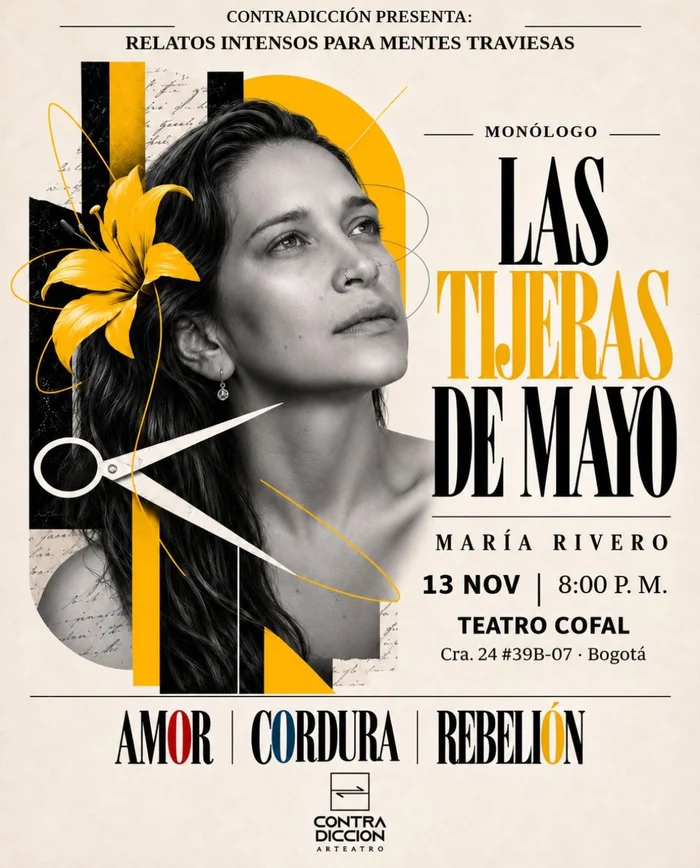 CONTRADICCIÓN PRESENTA:
RELATOS INTENSOS PARA MENTES TRAVIESAS
MONÓLOGO
LAS
TIJERAS
DE MAYO
MARÍA RIVERO
13 NOV | 8:00 P. M.
TEATRO COFAL
Cra. 24 #39B-07 · Bogotá
AMOR | CORDURA | REBELIÓN
CONTRA
DICCION
ARTEATRO